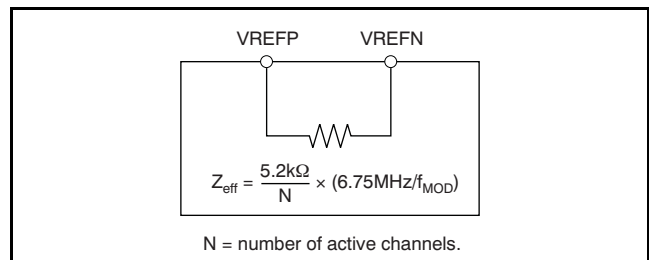 VREFP VREFN
Zeff = 5.2kΩ/N × (6.75MHz/fMOD)
N = number of active channels.